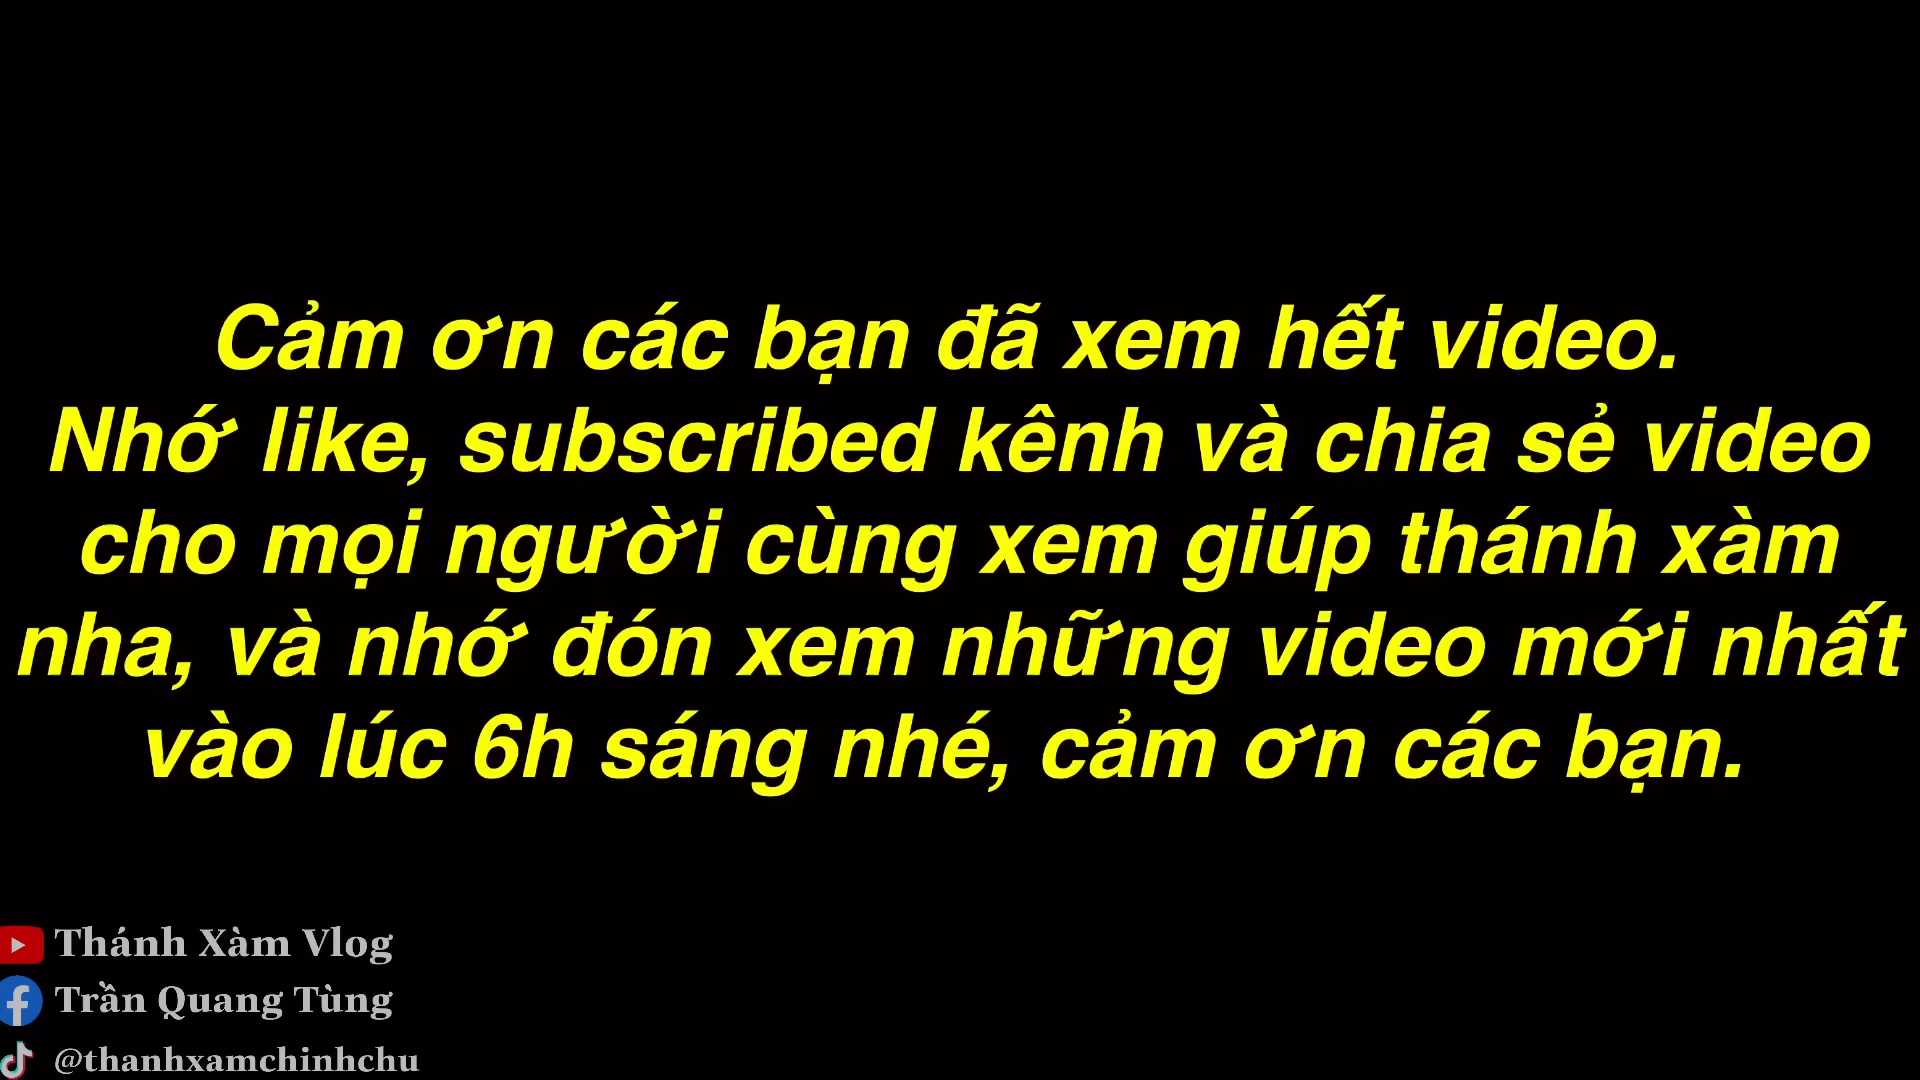 Cảm ơn các bạn đã xem hết video.
Nhớ like, subscribed kênh và chia sẻ video
cho mọi người cùng xem giúp thánh xàm
nha, và nhớ đón xem những video mới nhất
vào lúc 6h sáng nhé, cảm ơn các bạn.
Thánh Xàm Vlog
Trần Quang Tùng
@thanhxamchinhchu